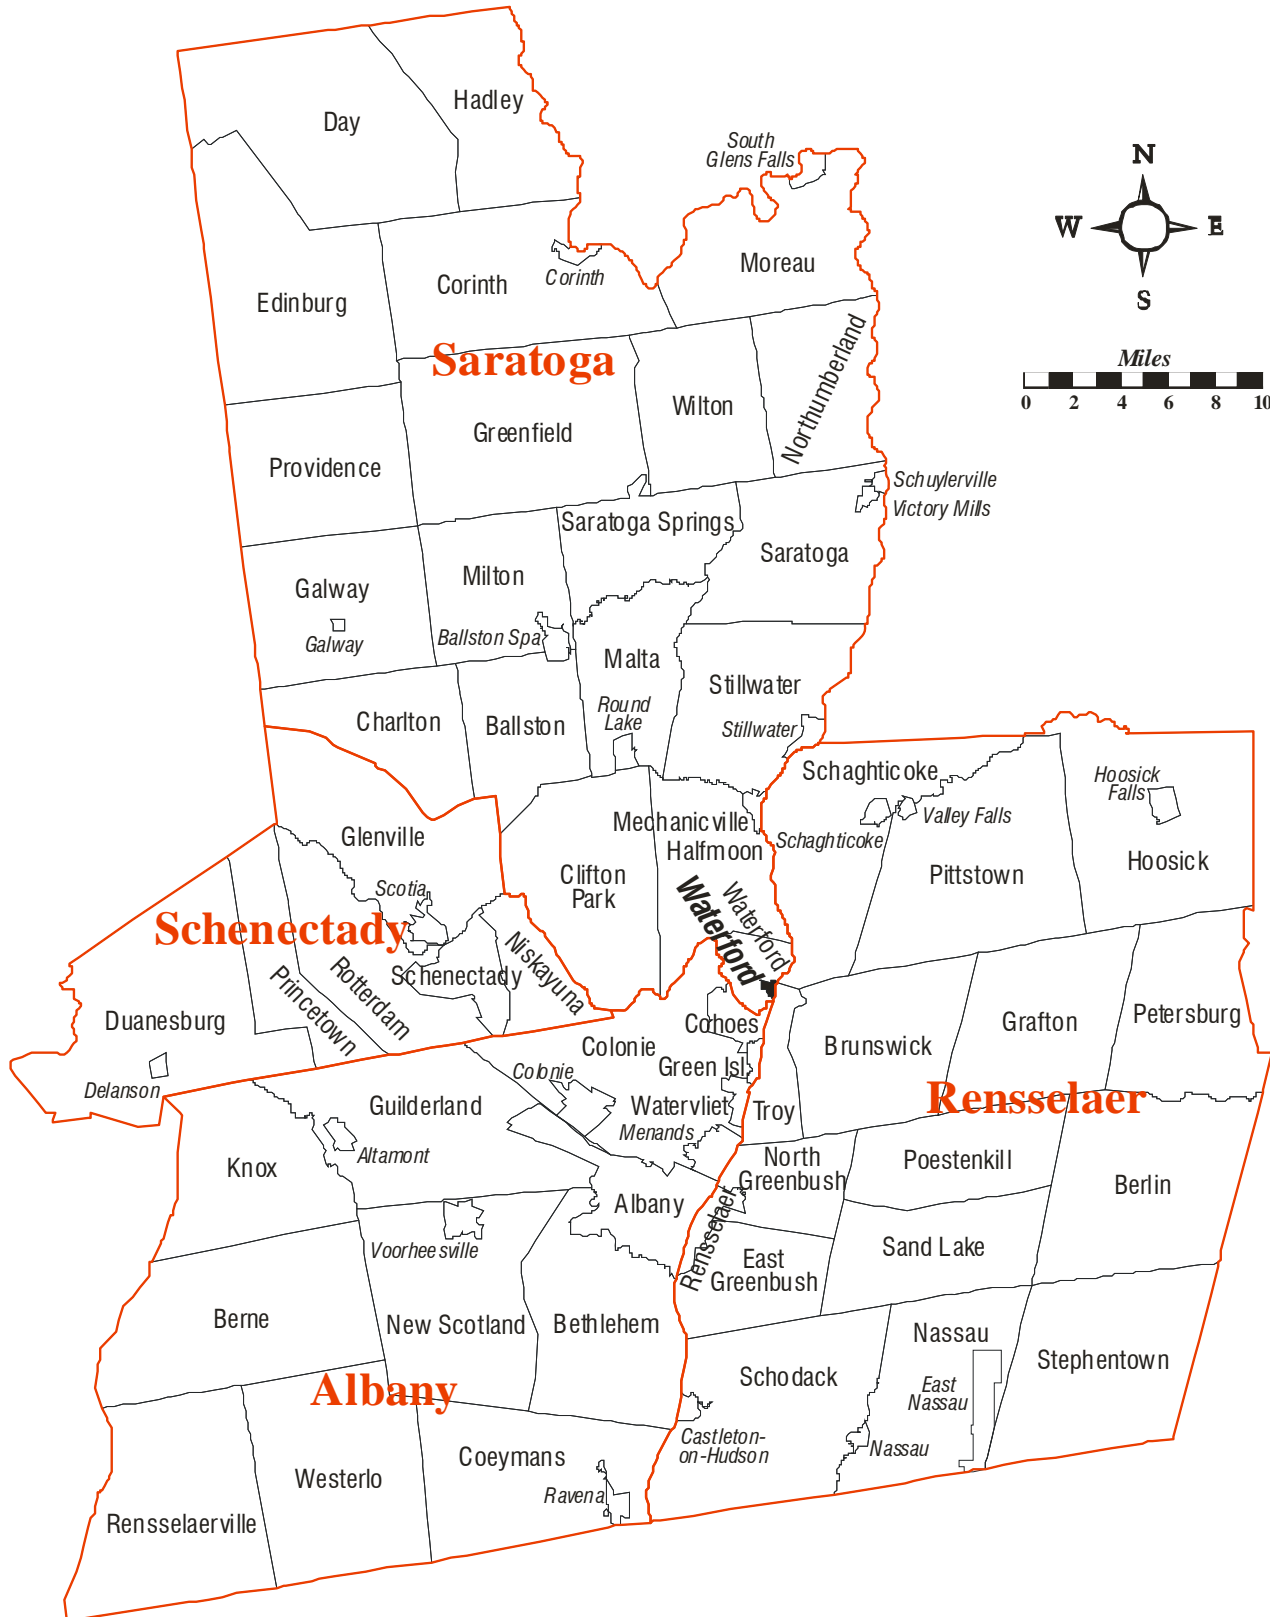 Hadley
Day
South
Glens Falls
N
W
E
S
Moreau
Corinth
Corinth
Edinburg
Saratoga
Miles
0 2 4 6 8 10
Northumberland
Wilton
Greenfield
Providence
Schuylerville
Victory Mills
Saratoga Springs
Saratoga
Milton
Galway
Galway
Ballston Spa
Malta
Stillwater
Round
Lake
Stillwater
Charlton
Ballston
Schaghticoke
Hoosick
Falls
Valley Falls
Schaghticoke
Mechanicville
Halfmoon
Glenville
Hoosick
Pittstown
Clifton
Park
Scotia
Waterford
Waterford
Schenectady
Niskayuna
Schenectady
Rotterdam
Princetown
Duanesburg
Delanson
Cohoes
Colonie
Green Isl
Colonie
Watervliet
Menands
Troy
Brunswick
Grafton
Petersburg
Rensselaer
Guilderland
Altamont
Knox
North
Greenbush
Poestenkill
Berlin
Albany
Rensselaer
Voorheesville
Sand Lake
East
Greenbush
Berne
New Scotland
Bethlehem
Nassau
Stephentown
Schodack
East
Nassau
Albany
Castleton-
on-Hudson
Nassau
Coeymans
Westerlo
Ravena
Rensselaerville